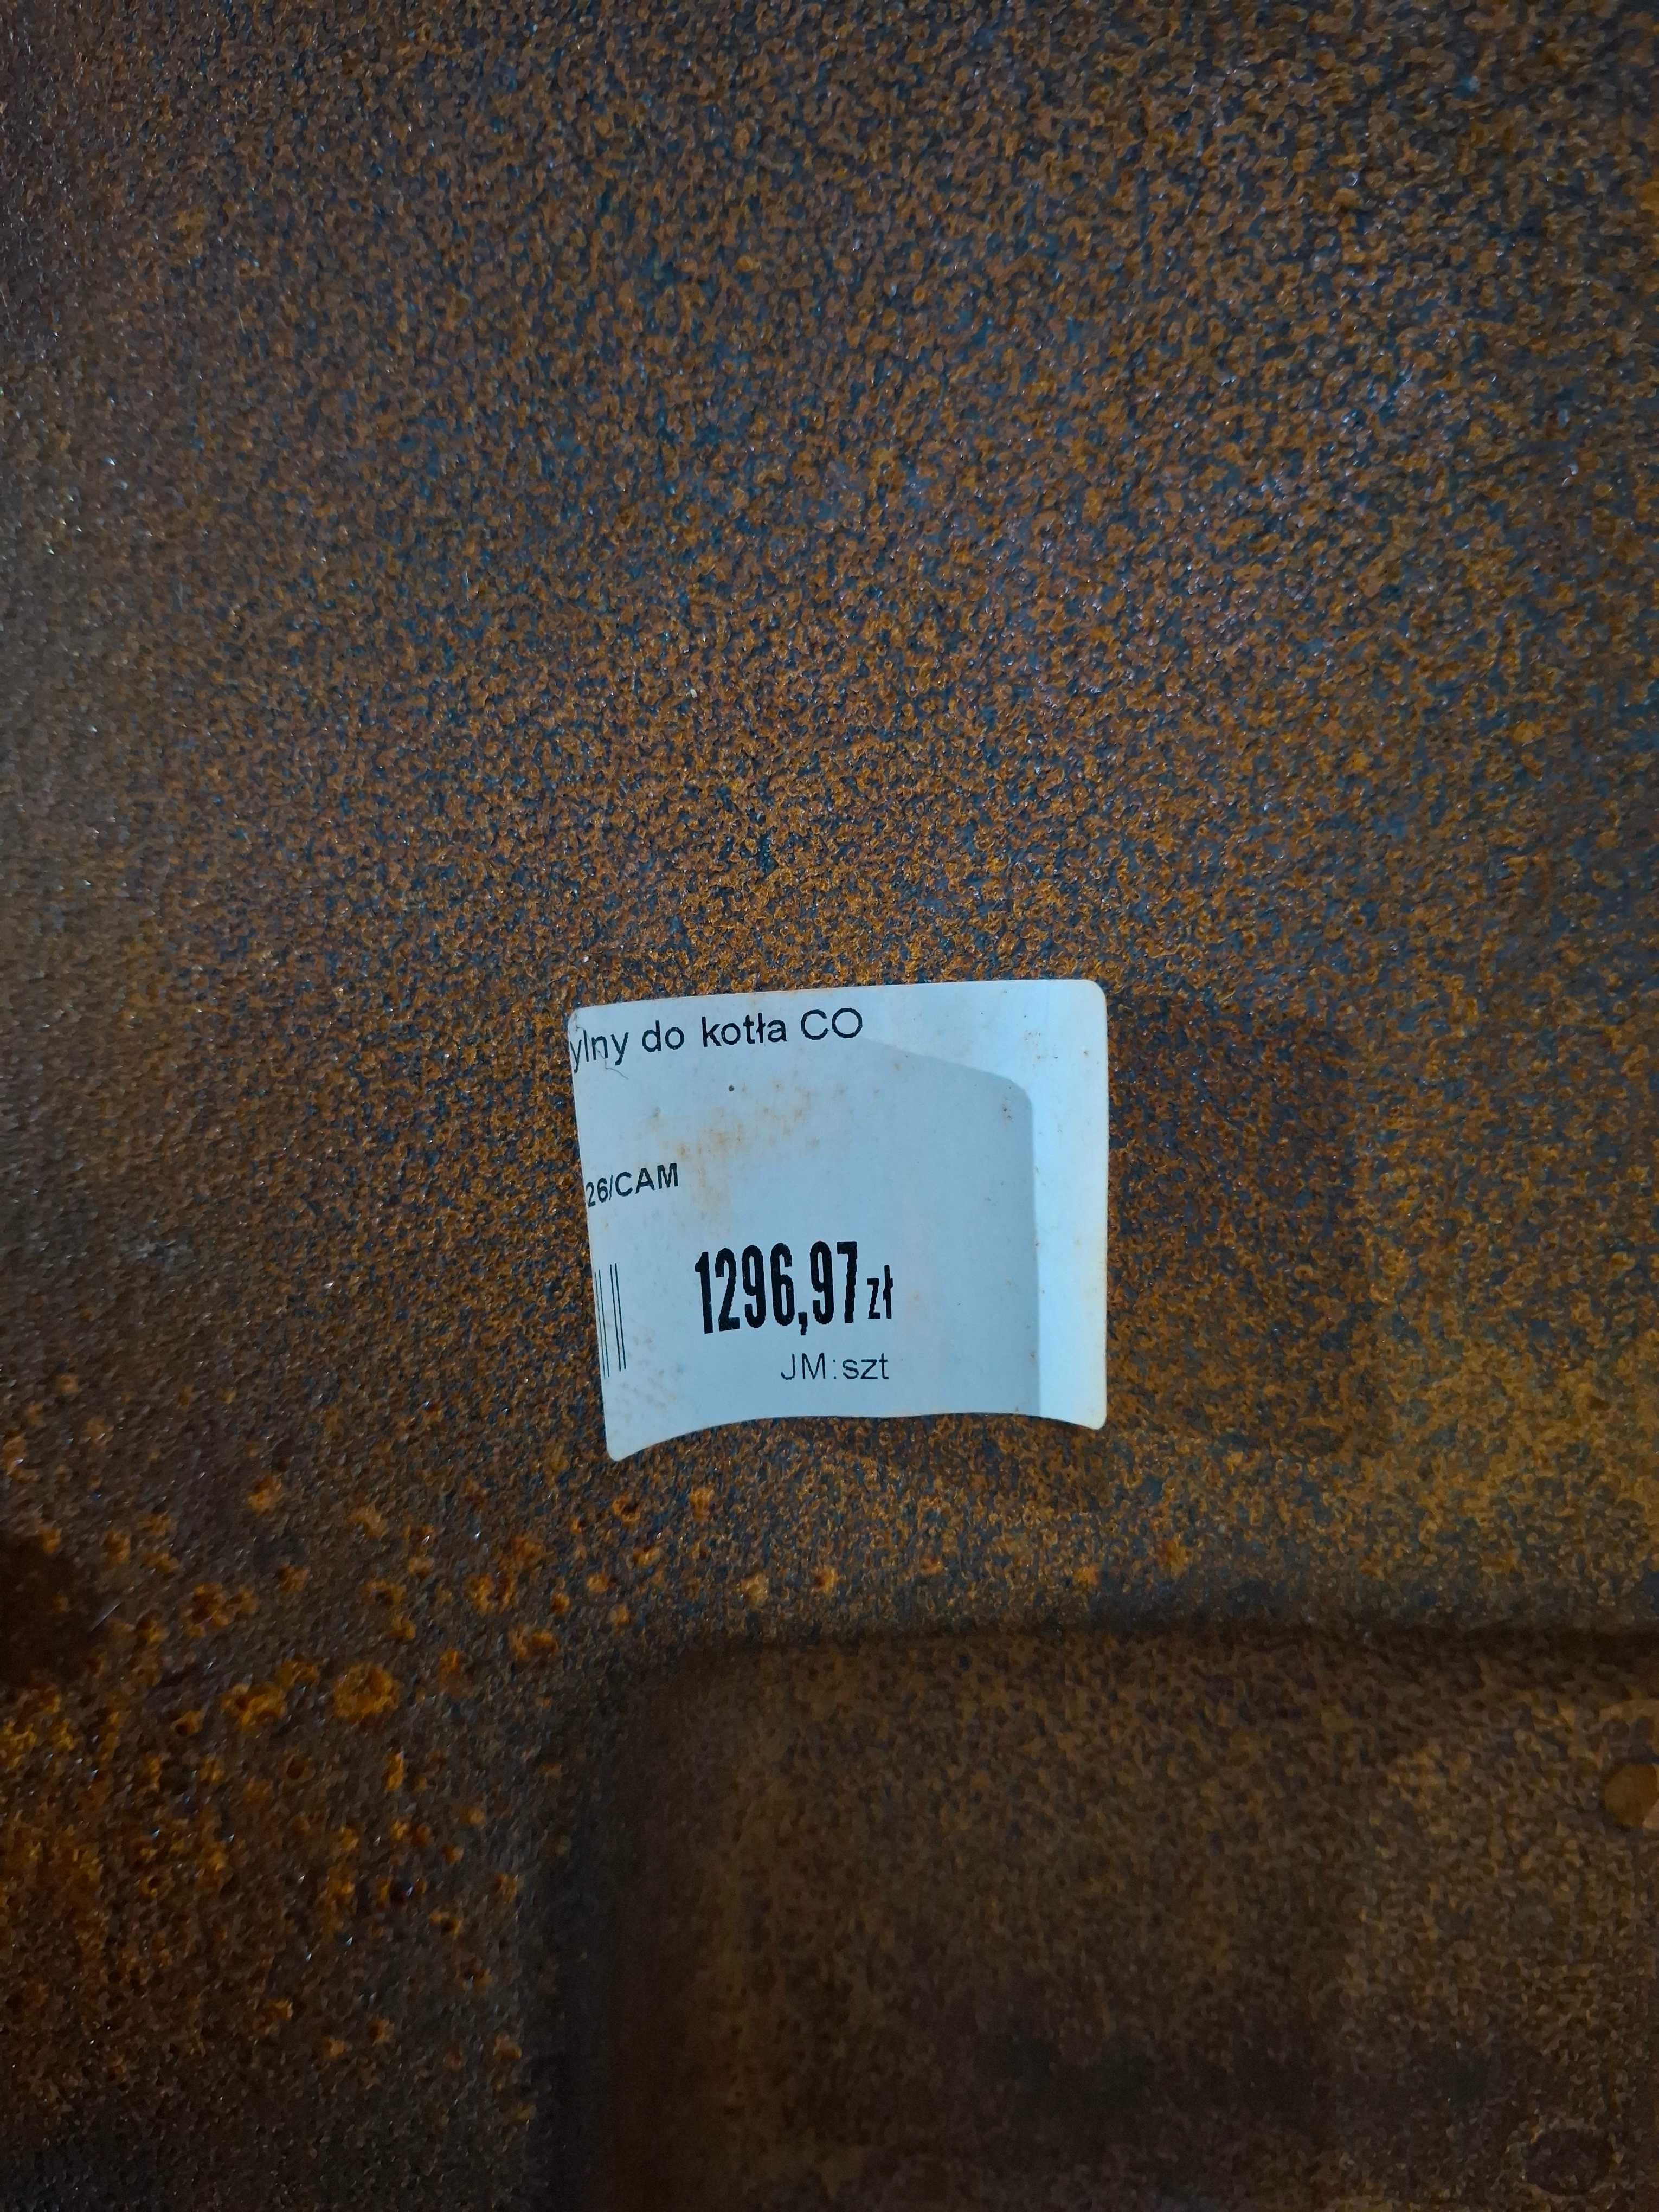 ylny do kotła CO
26/CAM
1296,97zł
JM:szt